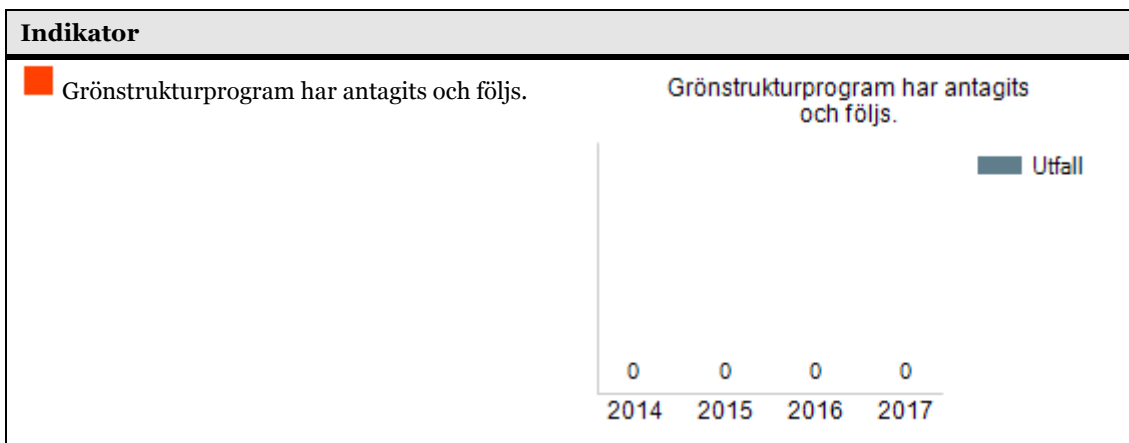 Indikator
Grönstrukturprogram har antagits och följs.
Grönstrukturprogram har antagits
och följs.
Utfall
0 0 0 0
2014 2015 2016 2017